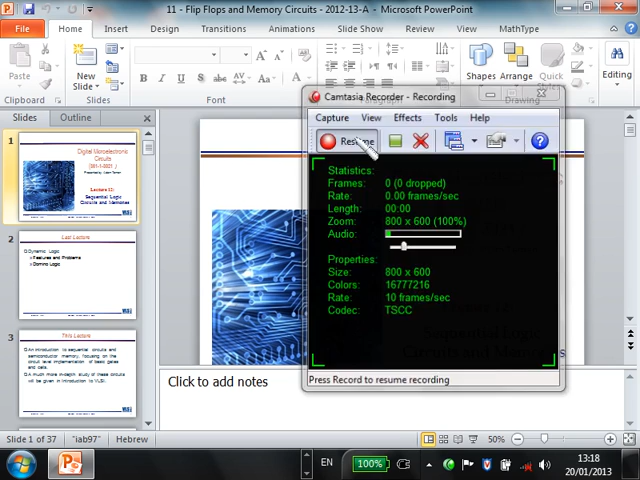 11 - Flip Flops and Memory Circuits - 2012-13-A - Microsoft PowerPoint
File Home Insert Design Transitions Animations Slide Show Review View MathType
Paste
New Slide
Shapes Arrange Quick Styles
Editing
Clipboard Slides Drawing
Camtasia Recorder - Recording
Capture View Effects Tools Help
Resume
Statistics:
Frames: 0 (0 dropped)
Rate: 0.00 frames/sec
Length: 00:00
Zoom: 800 x 600 (100%)
Audio:
Properties:
Size: 800 x 600
Colors: 16777216
Rate: 10 frames/sec
Codec: TSCC
Press Record to resume recording
Slides Outline
1
Digital Microelectronic Circuits
Lecture 12:
Sequential Logic Circuits and Memories
2
Last Lecture
Dynamic Logic
Features and Problems
Domino Logic
3
This Lecture
An introduction to sequential circuits and semiconductor memory, focusing on the circuit level implementation of basic gates and cells.
A much more in-depth study of these circuits will be given in Introduction to VLSI.
Click to add notes
Slide 1 of 37 "iab97" Hebrew 50%
EN 100% 13:18
20/01/2013